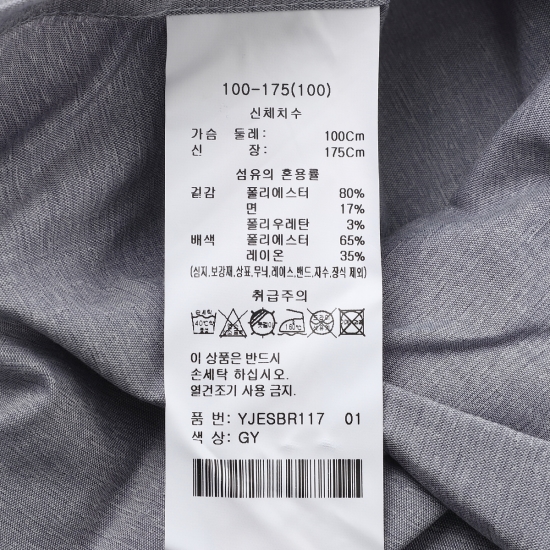 100-175(100)
신체치수
가슴 둘레: 100Cm
신 장: 175Cm
섬유의 혼용률
겉감 폴리에스터 80%
면 17%
폴리우레탄 3%
배색 폴리에스터 65%
레이온 35%
(심지,보강재,상표,무늬,레이스,밴드,자수,장식 제외)
취급주의
40℃
이 상품은 반드시
손세탁 하십시오.
열건조기 사용 금지.
품 번: YJESBR117 01
색 상: GY